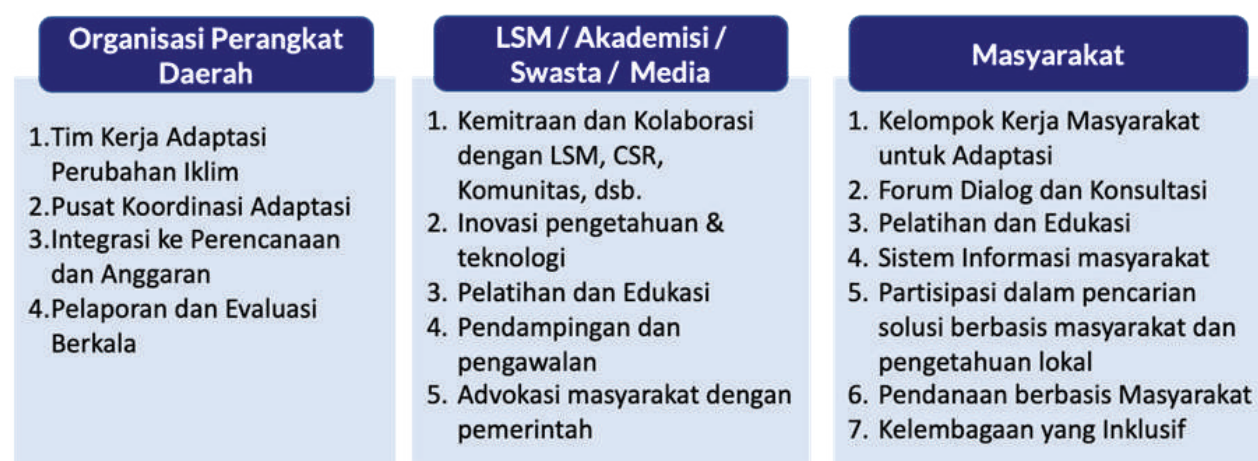 Organisasi Perangkat
Daerah
1.Tim Kerja Adaptasi
Perubahan Iklim
2.Pusat Koordinasi Adaptasi
3.Integrasi ke Perencanaan
dan Anggaran
4.Pelaporan dan Evaluasi
Berkala
LSM / Akademisi /
Swasta / Media
1. Kemitraan dan Kolaborasi
dengan LSM, CSR,
Komunitas, dsb.
2. Inovasi pengetahuan &
teknologi
3. Pelatihan dan Edukasi
4. Pendampingan dan
pengawalan
5. Advokasi masyarakat dengan
pemerintah
Masyarakat
1. Kelompok Kerja Masyarakat
untuk Adaptasi
2. Forum Dialog dan Konsultasi
3. Pelatihan dan Edukasi
4. Sistem Informasi masyarakat
5. Partisipasi dalam pencarian
solusi berbasis masyarakat dan
pengetahuan lokal
6. Pendanaan berbasis Masyarakat
7. Kelembagaan yang Inklusif